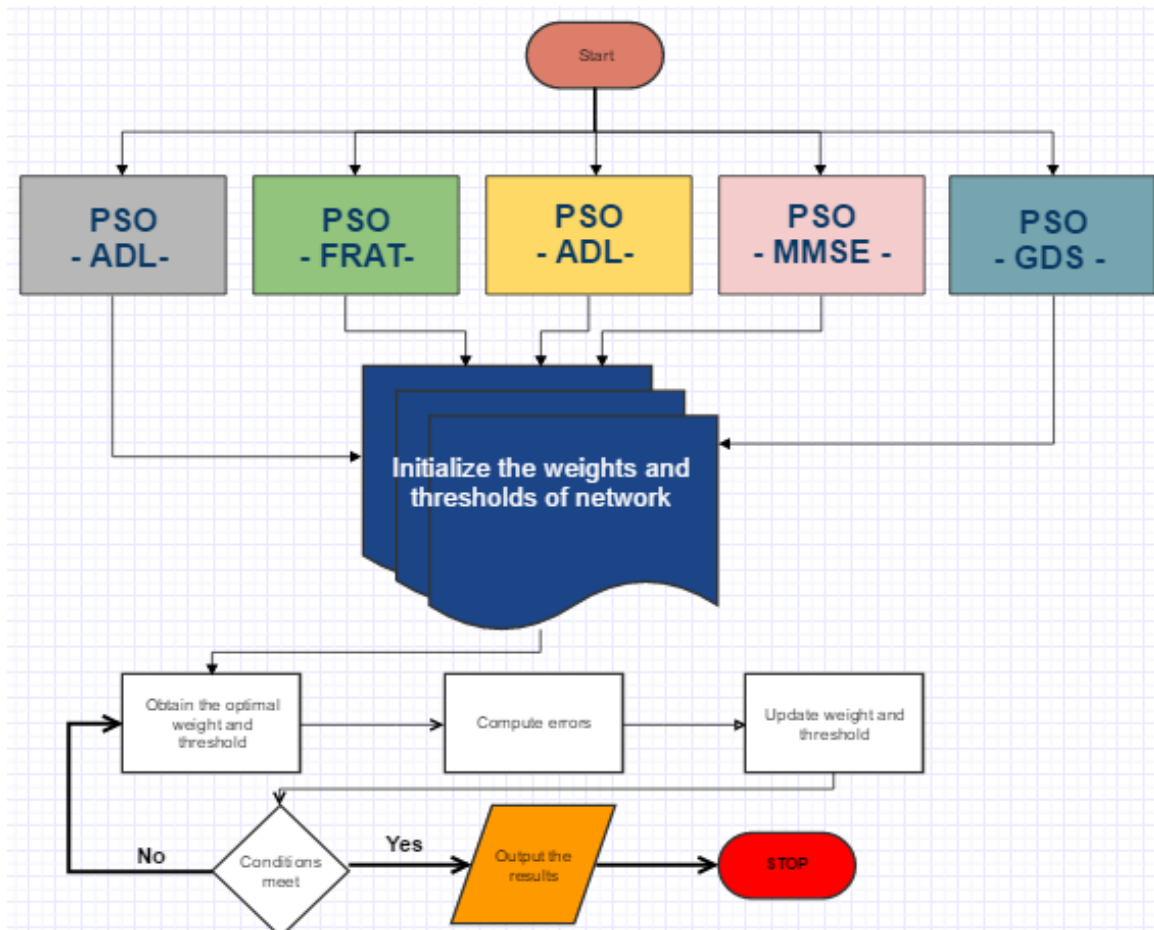 Start
PSO
- ADL-
PSO
- FRAT-
PSO
- ADL-
PSO
- MMSE -
PSO
- GDS -
Initialize the weights and
thresholds of network
Obtain the optimal
weight and
threshold
Compute errors
Update weight and
threshold
No
Conditions
meet
Yes
Output the
results
STOP